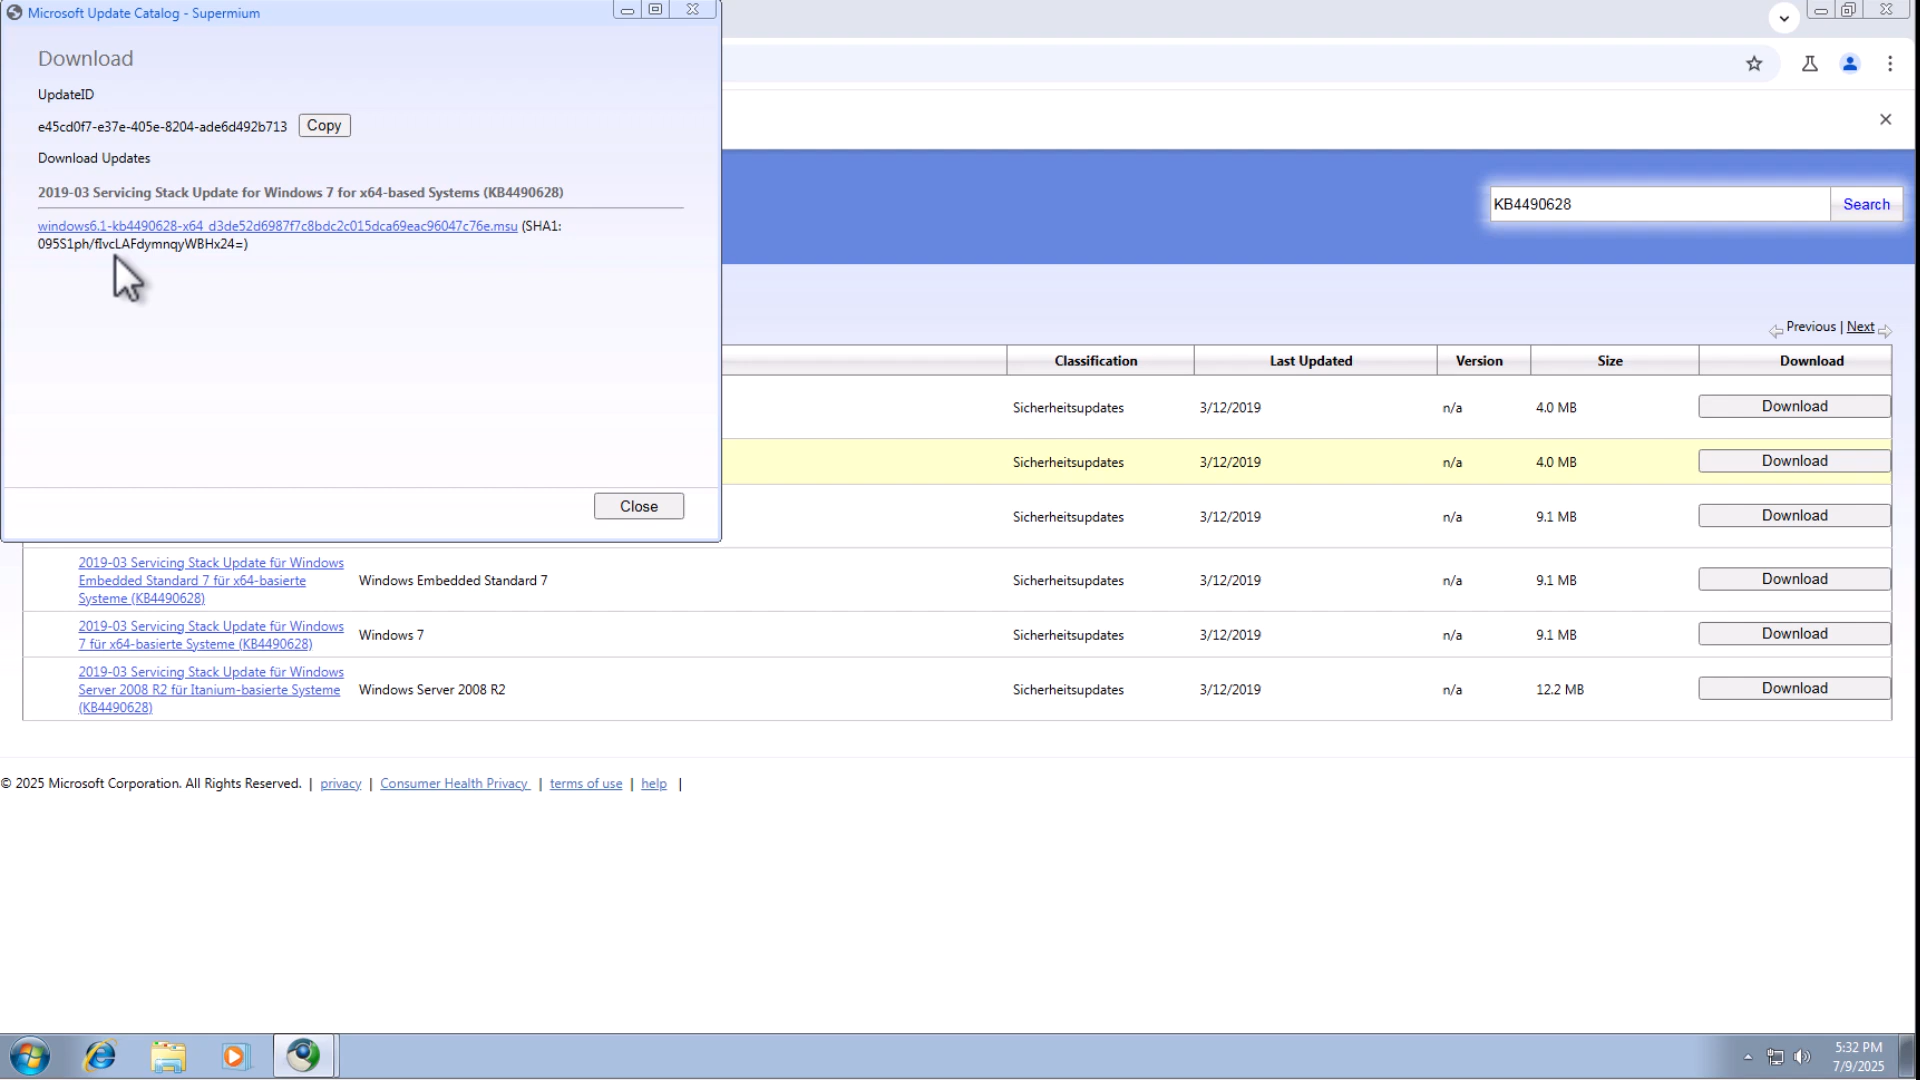 Microsoft Update Catalog - Supermium
Download
UpdateID
e45cd0f7-e37e-405e-8204-ade6d492b713 Copy
Download Updates
2019-03 Servicing Stack Update for Windows 7 for x64-based Systems (KB4490628)
windows6.1-kb4490628-x64_d3de52d6987f7c8bdc2c015dca69eac96047c76e.msu (SHA1:
095S1ph/fIvcLAFdymnqyWBHx24=)
Close
KB4490628 Search
Previous | Next
Classification Last Updated Version Size Download
Sicherheitsupdates 3/12/2019 n/a 4.0 MB Download
Sicherheitsupdates 3/12/2019 n/a 4.0 MB Download
Sicherheitsupdates 3/12/2019 n/a 9.1 MB Download
2019-03 Servicing Stack Update für Windows
Embedded Standard 7 für x64-basierte
Systeme (KB4490628)
Windows Embedded Standard 7 Sicherheitsupdates 3/12/2019 n/a 9.1 MB Download
2019-03 Servicing Stack Update für Windows
7 für x64-basierte Systeme (KB4490628)
Windows 7 Sicherheitsupdates 3/12/2019 n/a 9.1 MB Download
2019-03 Servicing Stack Update für Windows
Server 2008 R2 für Itanium-basierte Systeme
(KB4490628)
Windows Server 2008 R2 Sicherheitsupdates 3/12/2019 n/a 12.2 MB Download
© 2025 Microsoft Corporation. All Rights Reserved. | privacy | Consumer Health Privacy | terms of use | help |
5:32 PM
7/9/2025